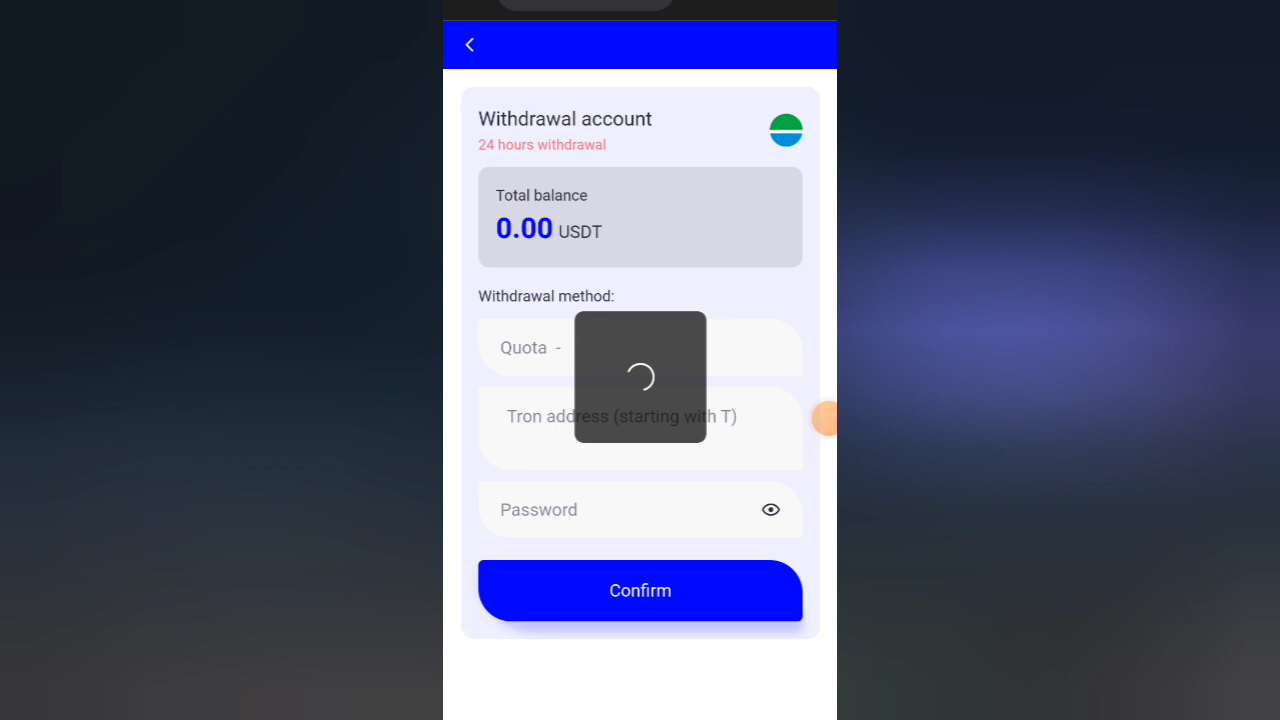 Withdrawal account
24 hours withdrawal
Total balance
0.00 USDT
Withdrawal method:
Quota -
Tron address (starting with T)
Password
Confirm